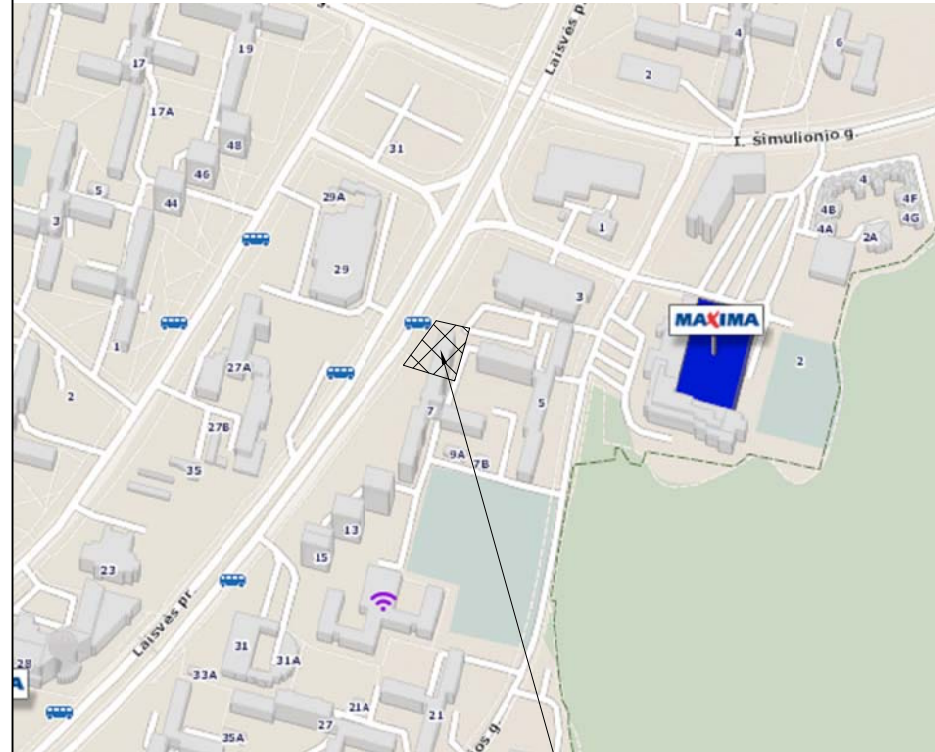 g.
Laisvės pr.
4
6
19
17
2
17A
I. Šimulionio g.
31
48
46
5
44
4
29A
4F
4B
4G
3
4A
1
2A
29
3
MAXIMA
1
27A
2
2
5
7
27B
9A
7B
35
13
15
23
Laisvės pr.
31
28
31A
33A
A
21A
21
27
35A
ios g.